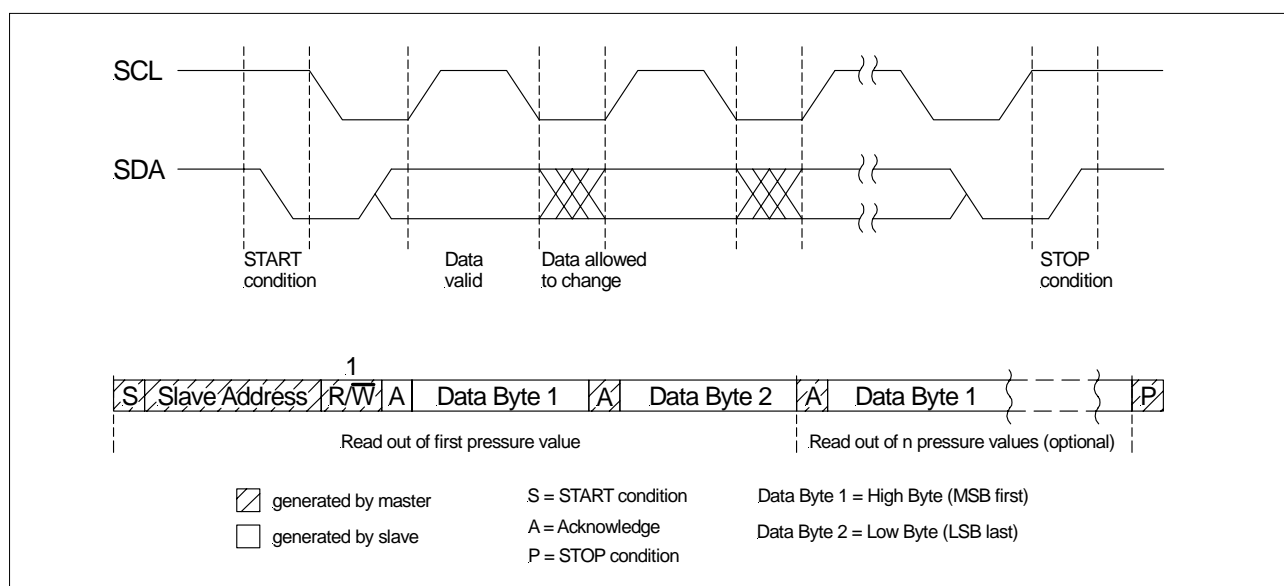 SCL
SDA
START
condition
Data
valid
Data allowed
to change
STOP
condition
1
S Slave Address R/W̅ A Data Byte 1 A Data Byte 2 A Data Byte 1 P
Read out of first pressure value
Read out of n pressure values (optional)
generated by master
generated by slave
S = START condition
A = Acknowledge
P = STOP condition
Data Byte 1 = High Byte (MSB first)
Data Byte 2 = Low Byte (LSB last)